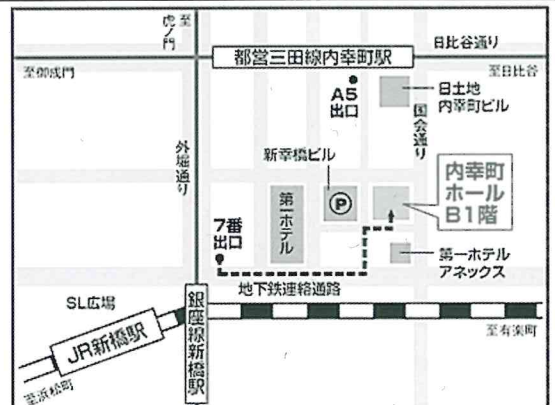 至虎ノ門
日比谷通り
都営三田線内幸町駅
至御成門
至日比谷
A5
出口
日土地
内幸町ビル
国会通り
外堀通り
新幸橋ビル
内幸町
ホール
B1階
P
第一ホテル
7番
出口
第一ホテル
アネックス
地下鉄連絡通路
SL広場
銀座線新橋駅
JR新橋駅
至有楽町
至浜松町